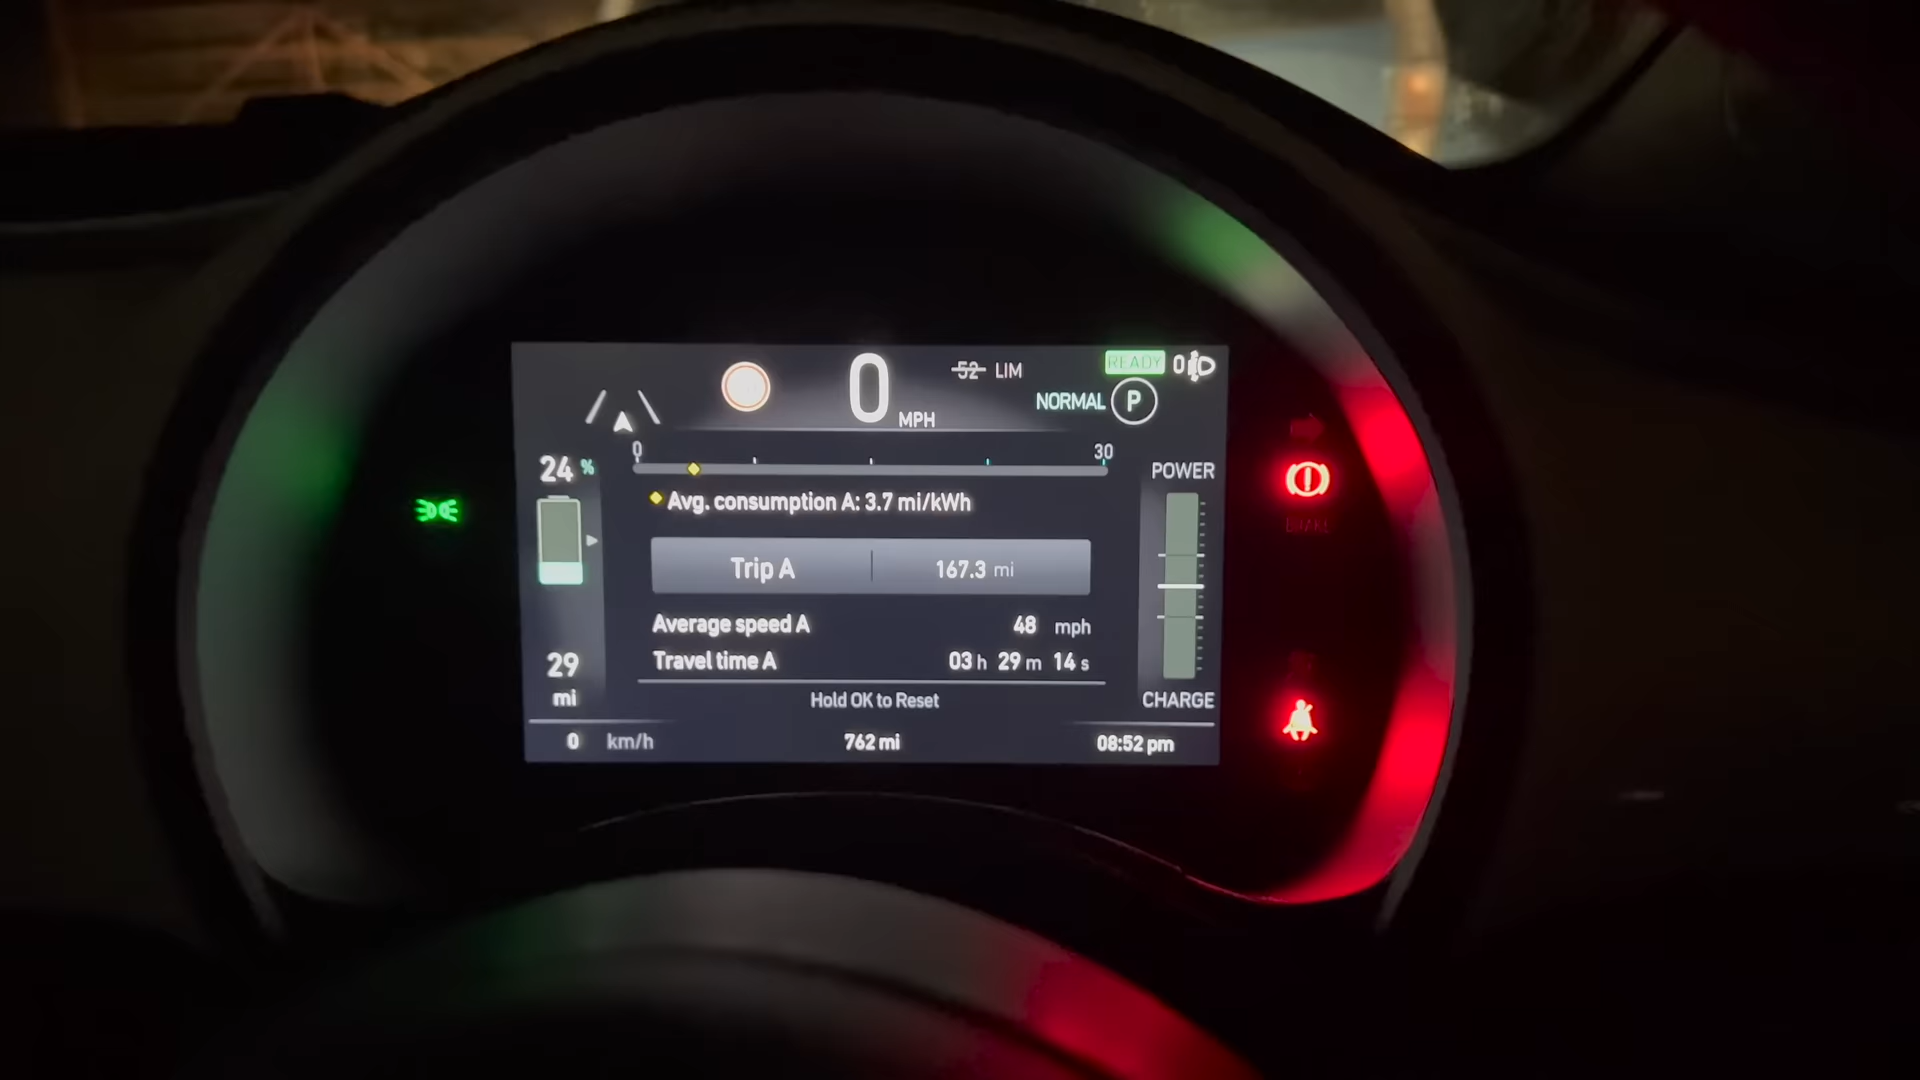 0 MPH
52 LIM
READY 0
NORMAL P
0 30
24 %
POWER
Avg. consumption A: 3.7 mi/kWh
Trip A 167.3 mi
Average speed A 48 mph
Travel time A 03 h 29 m 14 s
29
mi
Hold OK to Reset
CHARGE
0 km/h 762 mi 08:52 pm
BRAKE